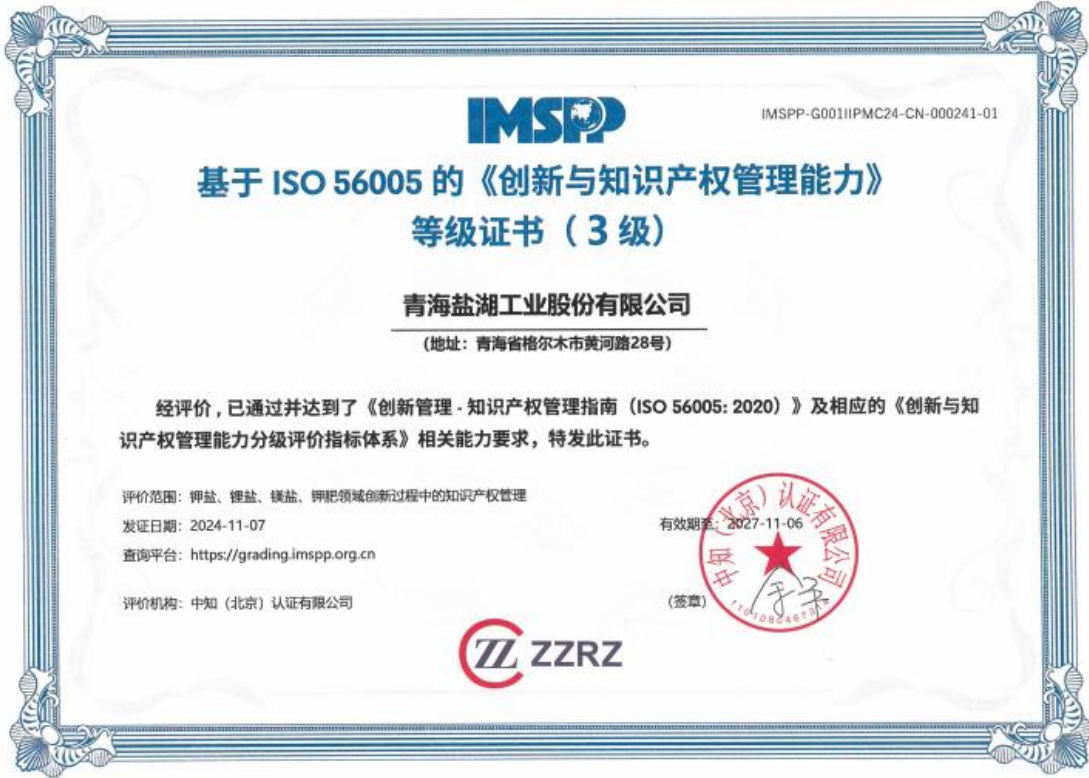 IMSPP
IMSPP-G001IIPMC24-CN-000241-01
基于 ISO 56005 的《创新与知识产权管理能力》
等级证书（3 级）
青海盐湖工业股份有限公司
（地址：青海省格尔木市黄河路28号）
经评价，已通过并达到了《创新管理 - 知识产权管理指南（ISO 56005: 2020）》及相应的《创新与知
识产权管理能力分级评价指标体系》相关能力要求，特发此证书。
评价范围：钾盐、锂盐、镁盐、钾肥领域创新过程中的知识产权管理
发证日期：2024-11-07
有效期至：2027-11-06
查询平台：https://grading.imspp.org.cn
评价机构：中知（北京）认证有限公司
（签章）
中知（北京）认证有限公司
ZZRZ